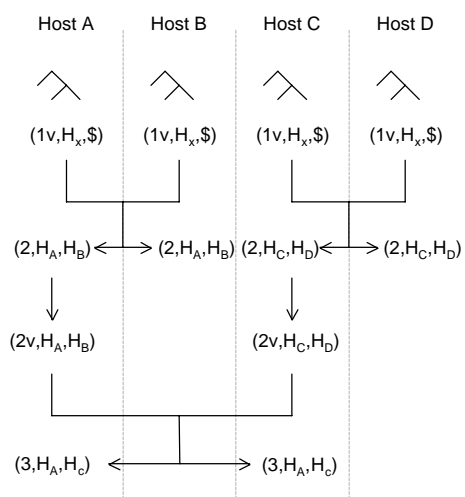 Host A Host B Host C Host D
(1v,Hx,$) (1v,Hx,$) (1v,Hx,$) (1v,Hx,$)
(2,HA,HB) (2,HA,HB) (2,HC,HD) (2,HC,HD)
(2v,HA,HB) (2v,HC,HD)
(3,HA,Hc) (3,HA,Hc)